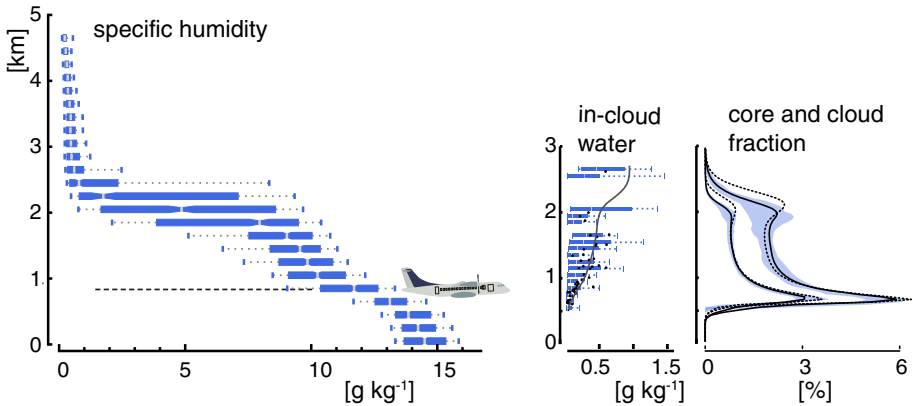 specific humidity
[km]
5
4
3
2
1
0
0
5
10
15
[g kg-1]
in-cloud
water
3
2
1
0
0.5
1
1.5
[g kg-1]
core and cloud
fraction
0
3
6
[%]